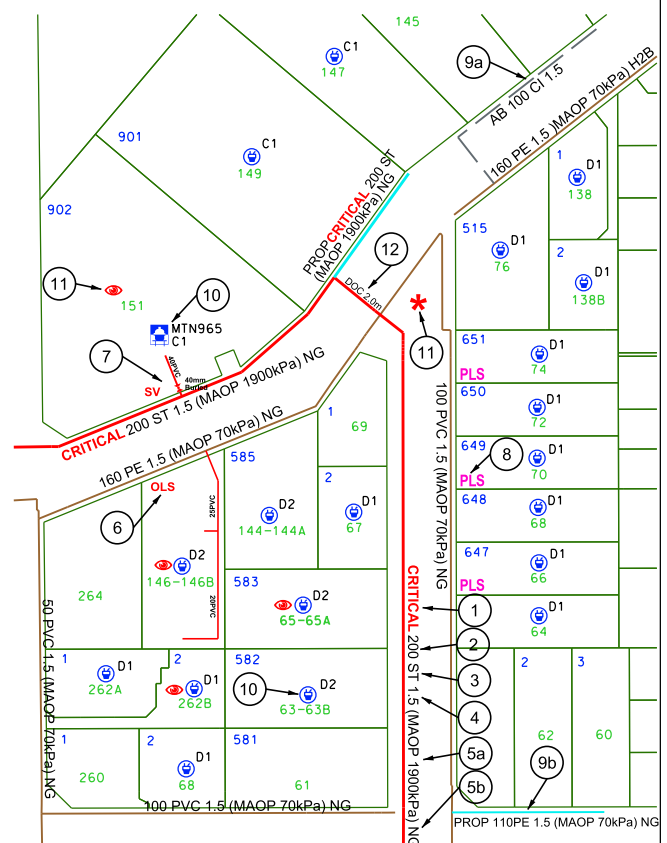 145
C1
147
9a
AB 100 CI 1.5
160 PE 1.5 )MAOP 70kPa) H2B
901
C1
149
1
D1
138
902
PROP CRITICAL 200 ST
(MAOP 1900kPa) NG
515
D1
76
2
D1
138B
12
11
151
10
DOC 2.0m
MTN965
C1
11
7
40PVC
40mm
Buried
SV
651
D1
74
PLS
CRITICAL 200 ST 1.5 (MAOP 1900kPa) NG
650
D1
72
160 PE 1.5 (MAOP 70kPa) NG
1
69
100 PVC 1.5 (MAOP 70kPa) NG
649
D1
70
PLS
8
585
OLS
6
25PVC
D2
144-144A
2
D1
67
648
D1
68
D2
146-146B
264
20PVC
583
D2
65-65A
647
D1
66
PLS
CRITICAL 200 ST 1.5 (MAOP 1900kPa) NG
1
2
3
4
5a
5b
D1
64
50 PVC 1.5 (MAOP 70kPa) NG
1
D1
262A
2
D1
262B
582
10
D2
63-63B
2
62
3
60
1
260
2
D1
68
581
61
9b
100 PVC 1.5 (MAOP 70kPa) NG
PROP 110PE 1.5 (MAOP 70kPa) NG